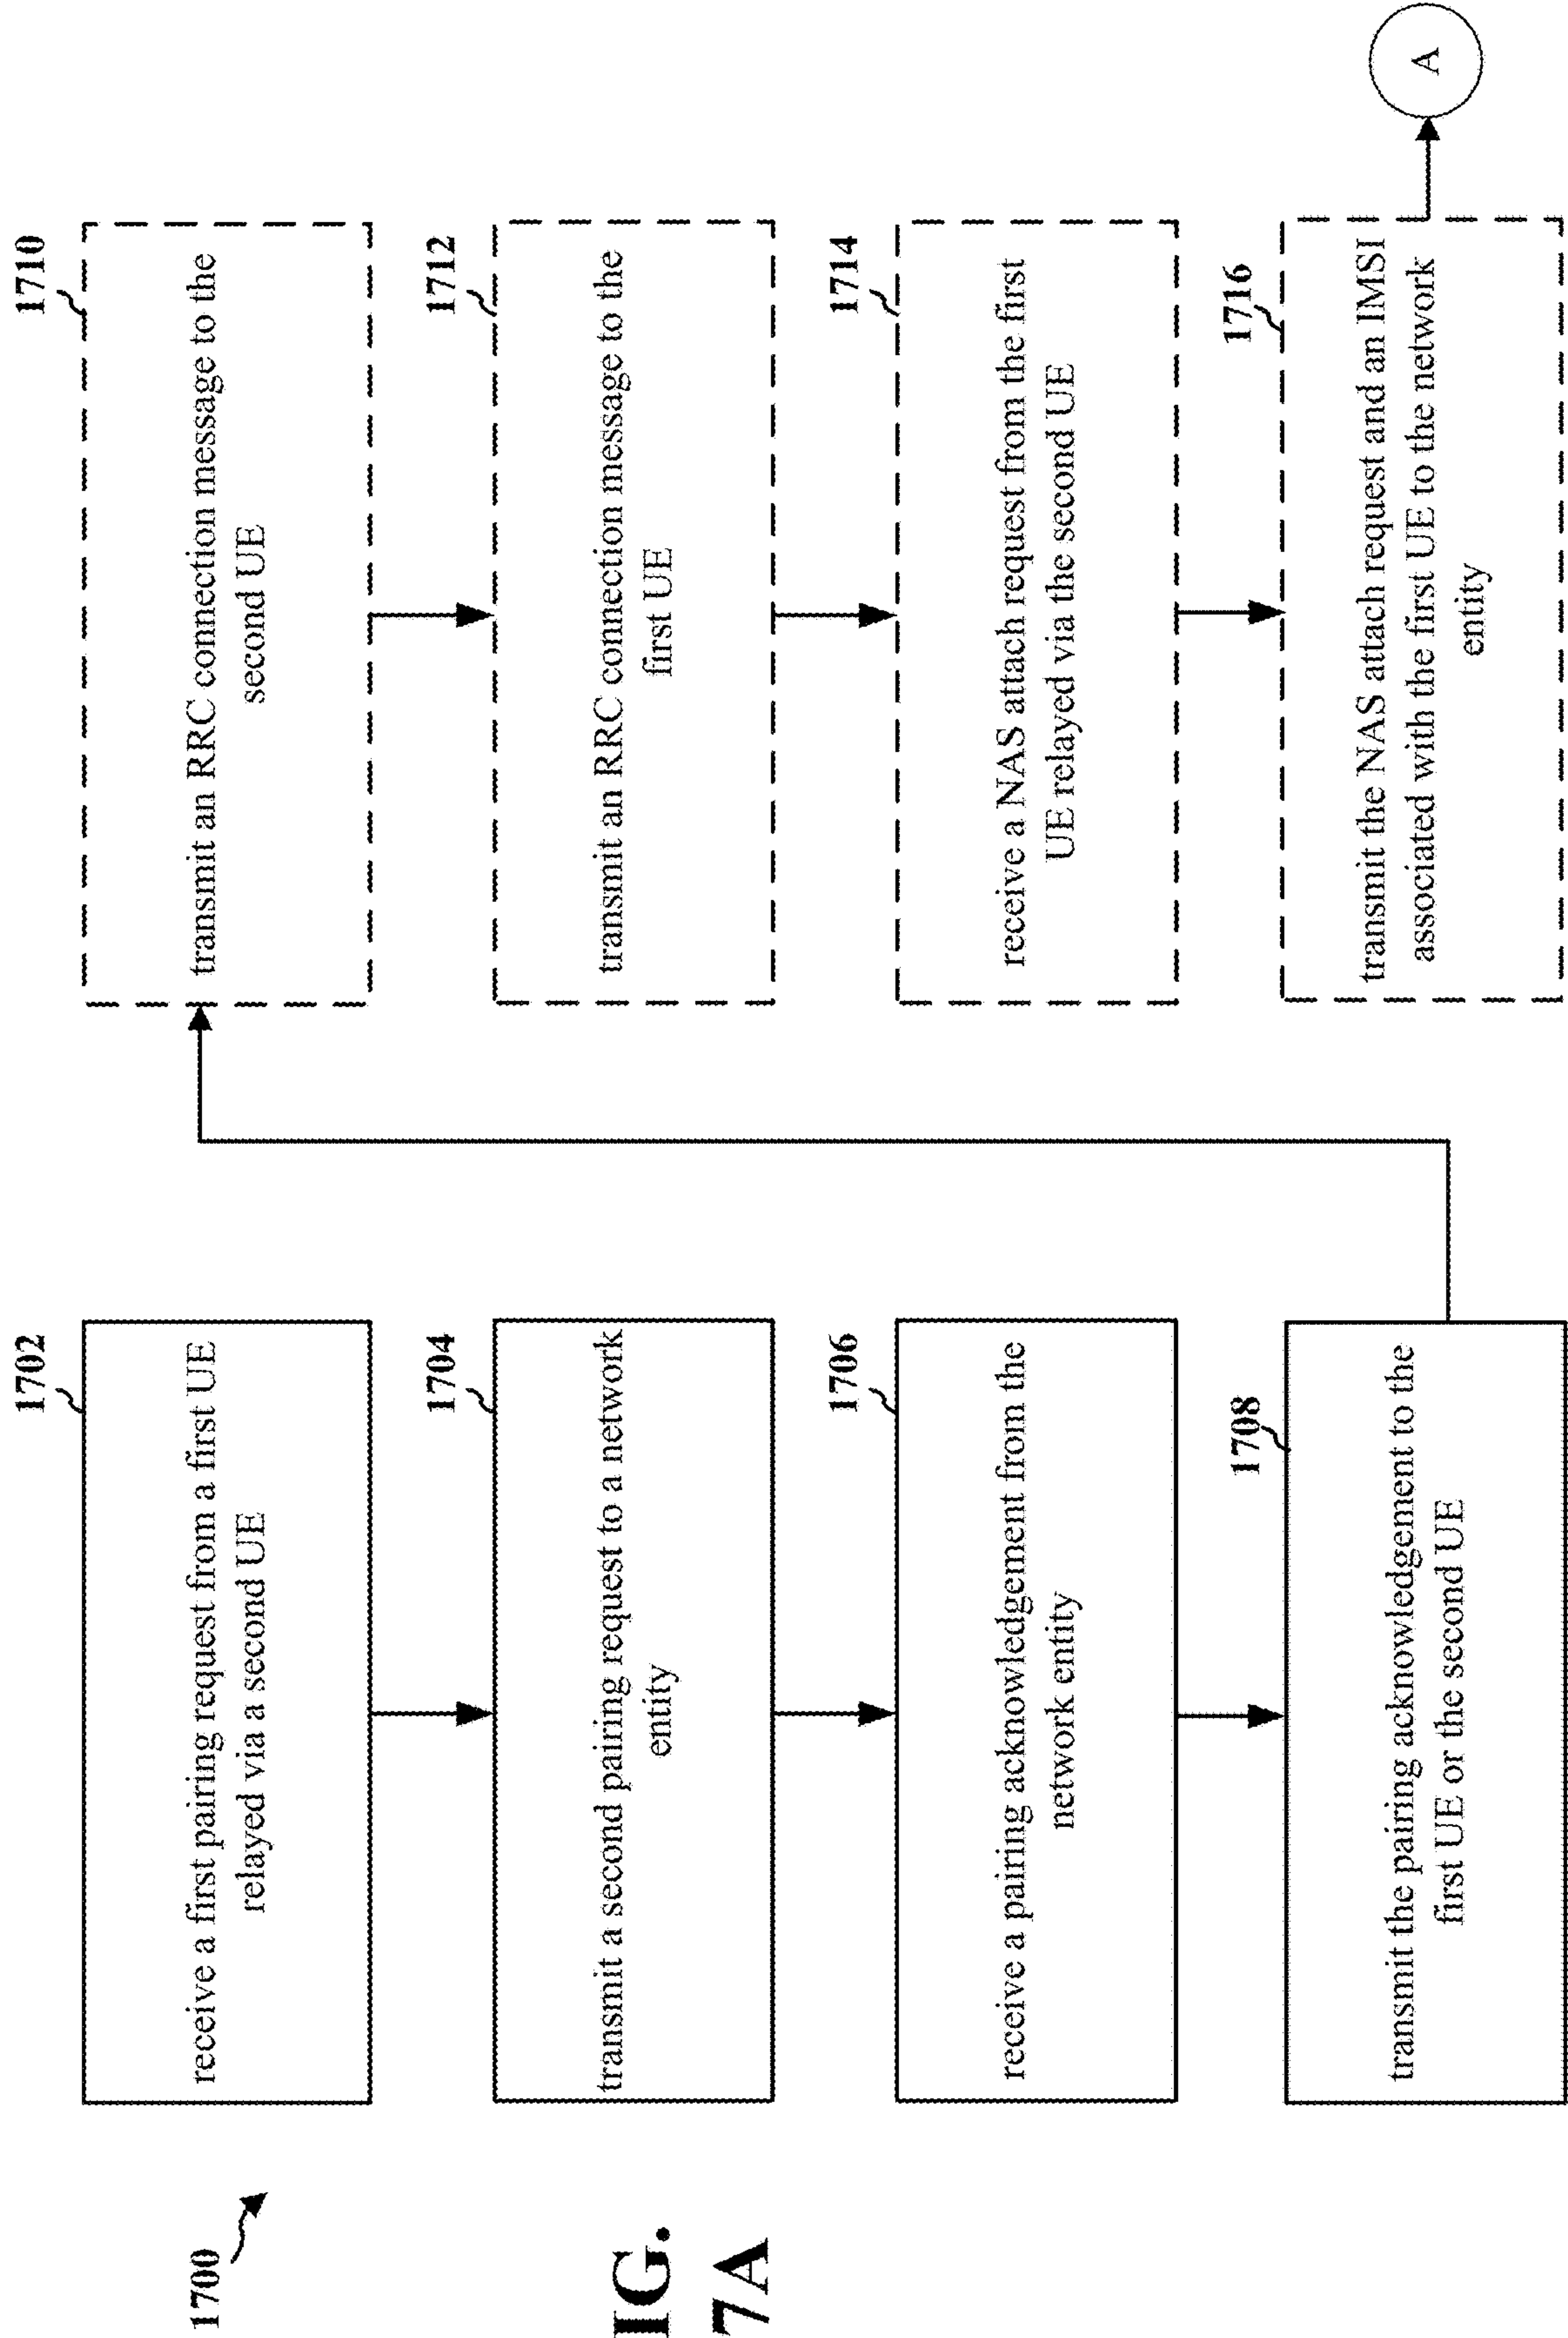 1700
1702
receive a first pairing request from a first UE
relayed via a second UE
1704
transmit a second pairing request to a network
entity
1706
receive a pairing acknowledgement from the
network entity
1708
transmit the pairing acknowledgement to the
first UE or the second UE
1710
transmit an RRC connection message to the
second UE
1712
transmit an RRC connection message to the
first UE
1714
receive a NAS attach request from the first
UE relayed via the second UE
1716
transmit the NAS attach request and an IMSI
associated with the first UE to the network
entity
A
IG.
7A